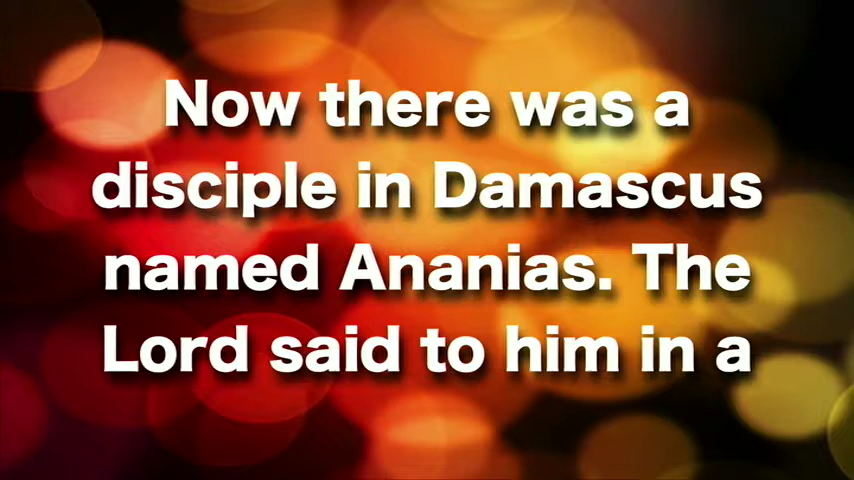 Now there was a
disciple in Damascus
named Ananias. The
Lord said to him in a